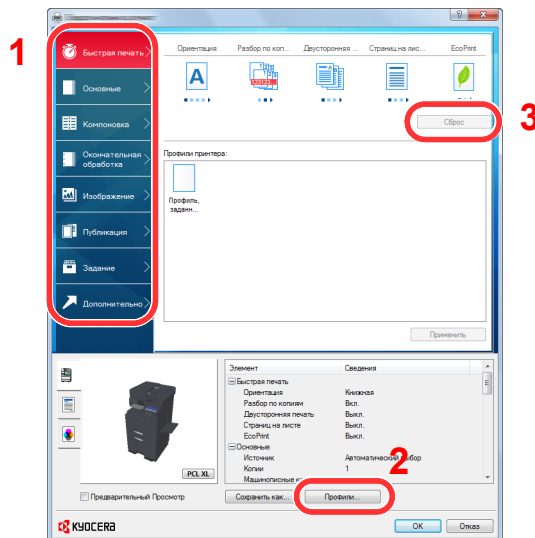 1
Быстрая печать
Основные
Компоновка
Окончательная
обработка
Изображение
Публикация
Задание
Дополнительно
Ориентация Разбор по коп... Двусторонняя ... Страниц на лис... EcoPrint
A
Сброс
3
Профили принтера:
Профиль,
заданн...
Применить
Элемент Сведения
Быстрая печать
Ориентация Книжная
Разбор по копиям Вкл.
Двусторонняя печать Выкл.
Страниц на листе Выкл.
EcoPrint Выкл.
Основные
Источник Автоматический выбор
Копии 1
Машинописные
2
PCL XL
Предварительный Просмотр
Сохранить как...
Профили...
KYOCERA
OK
Отказ